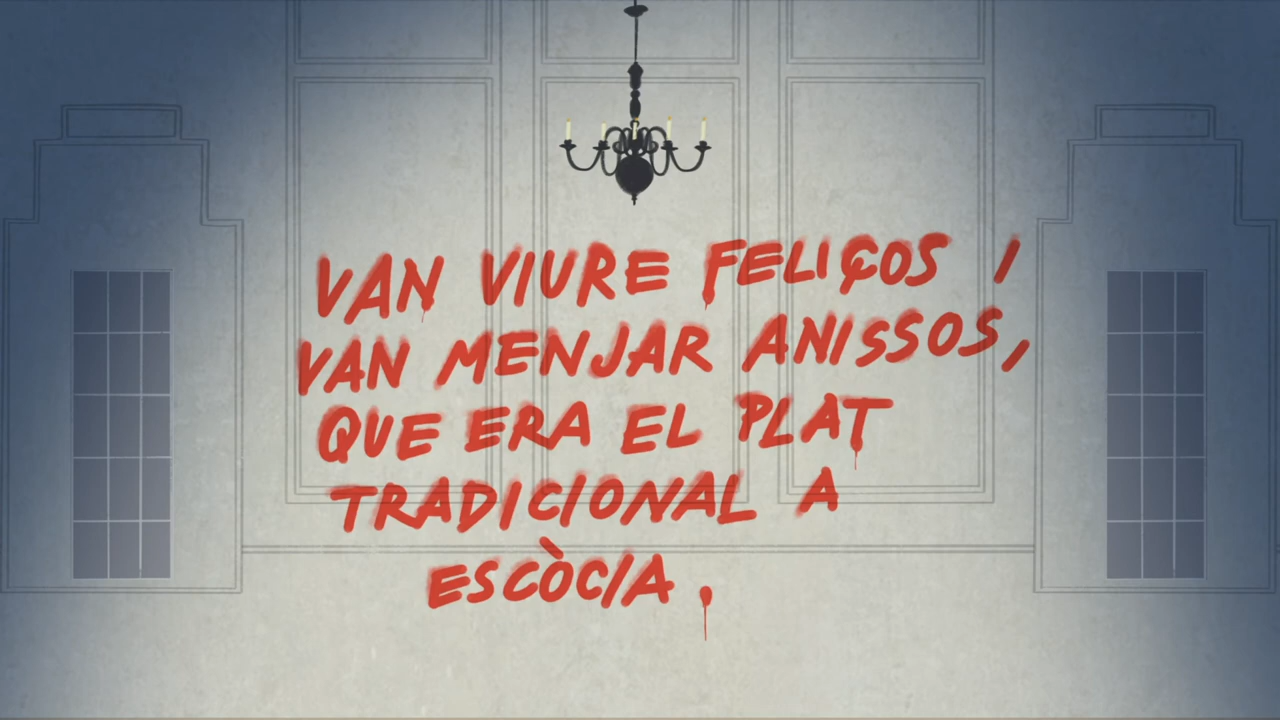 VAN VIURE FELIÇOS I
VAN MENJAR ANISSOS,
QUE ERA EL PLAT
TRADICIONAL A
ESCÒCIA.